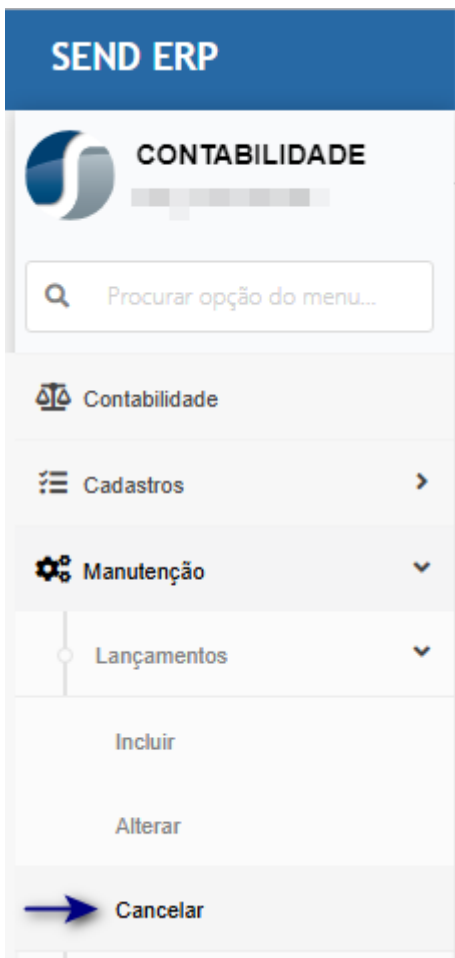 SEND ERP
CONTABILIDADE
Procurar opção do menu...
Contabilidade
Cadastros
Manutenção
Lançamentos
Incluir
Alterar
Cancelar